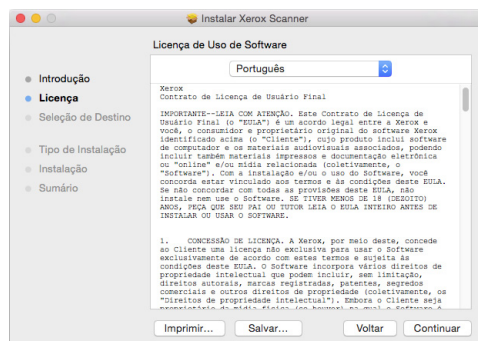 Instalar Xerox Scanner
Licença de Uso de Software
Português
Introdução
Licença
Seleção de Destino
Tipo de Instalação
Instalação
Sumário
Xerox
Contrato de Licença de Usuário Final
IMPORTANTE--LEIA COM ATENÇÃO. Este Contrato de Licença de
Usuário Final (o "EULA") é um acordo legal entre a Xerox e
você, o consumidor e proprietário original do software Xerox
identificado acima (o "Cliente"), cujo produto inclui software
de computador e os materiais audiovisuais associados, podendo
incluir também materiais impressos e documentação eletrônica
ou "online" e/ou mídia relacionada (coletivamente, o
"Software"). Com a instalação e/ou o uso do Software, você
concorda estar vinculado aos termos e às condições deste EULA.
Se não concordar com todas as provisões deste EULA, não
instale nem use o Software. SE TIVER MENOS DE 18 (DEZOITO)
ANOS, PEÇA QUE SEU PAI OU TUTOR LEIA O EULA INTEIRO ANTES DE
INSTALAR OU USAR O SOFTWARE.
1. CONCESSÃO DE LICENÇA. A Xerox, por meio deste, concede
ao Cliente uma licença não exclusiva para usar o Software
exclusivamente de acordo com estes termos e sujeita às
condições deste EULA. O Software incorpora vários direitos de
propriedade intelectual que podem incluir, sem limitação,
direitos autorais, marcas registradas, patentes, segredos
comerciais e outros direitos de propriedade (coletivamente, os
"Direitos de propriedade intelectual"). Embora o Cliente seja
proprietário da mídia física (se houver) na qual o Software é
Imprimir...
Salvar...
Voltar
Continuar